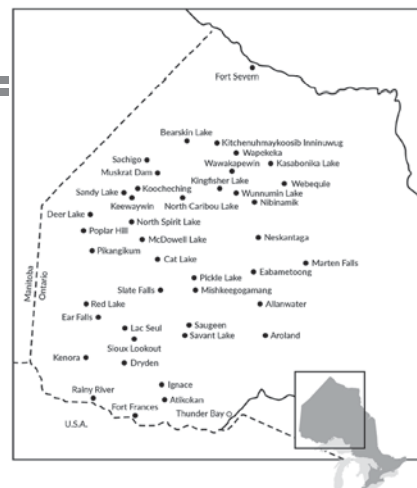 Fort Severn
Bearskin Lake
Kitchenuhmaykoosib Inninuwug
Wapekeka
Sachigo
Wawakapewin
Kasabonika Lake
Muskrat Dam
Kingfisher Lake
Webequie
Sandy Lake
Koocheching
Wunnumin Lake
Keewaywin
North Caribou Lake
Nibinamik
Deer Lake
North Spirit Lake
Poplar Hill
McDowell Lake
Neskantaga
Pikangikum
Cat Lake
Marten Falls
Manitoba
Ontario
Pickle Lake
Eabametoong
Slate Falls
Mishkeegogamang
Red Lake
Allanwater
Ear Falls
Lac Seul
Saugeen
Savant Lake
Aroland
Sioux Lookout
Kenora
Dryden
Rainy River
Ignace
Atikokan
Fort Frances
Thunder Bay
U.S.A.